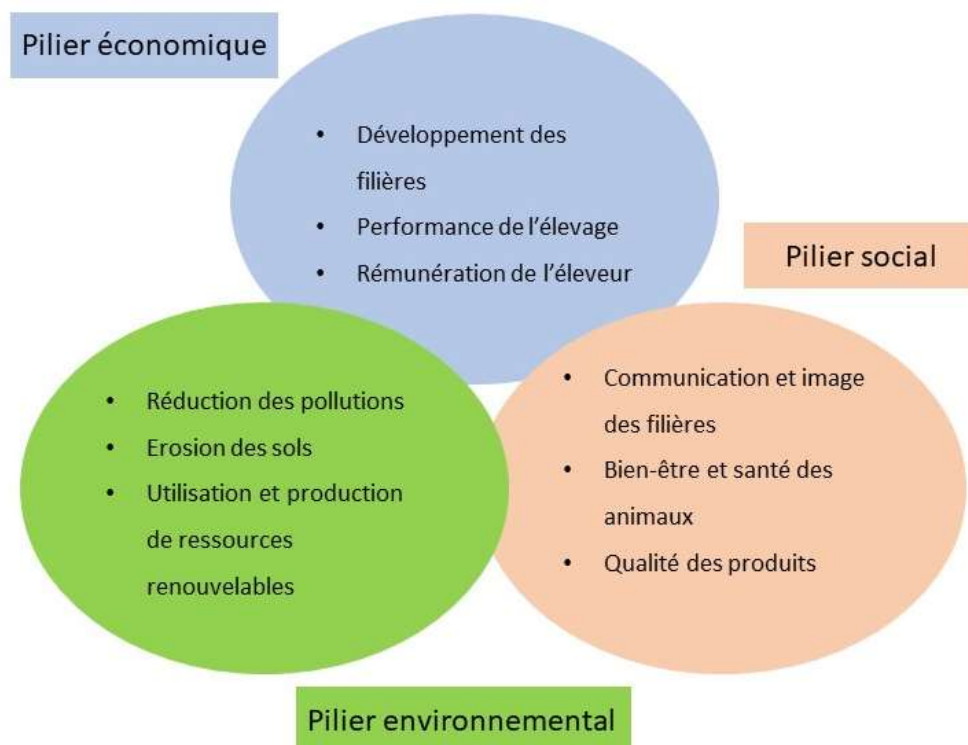 Pilier économique
• Développement des
filières
• Performance de l'élevage
• Rémunération de l'éleveur
Pilier social
• Communication et image
des filières
• Bien-être et santé des
animaux
• Qualité des produits
• Réduction des pollutions
• Erosion des sols
• Utilisation et production
de ressources
renouvelables
Pilier environnemental